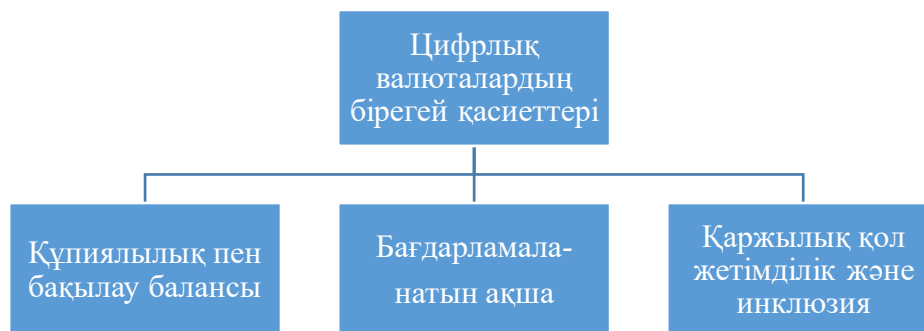 Цифрлық
валюталардың
бірегей қасиеттері
Құпиялылық пен
бақылау балансы
Бағдарламала-
натын ақша
Қаржылық қол
жетімділік және
инклюзия